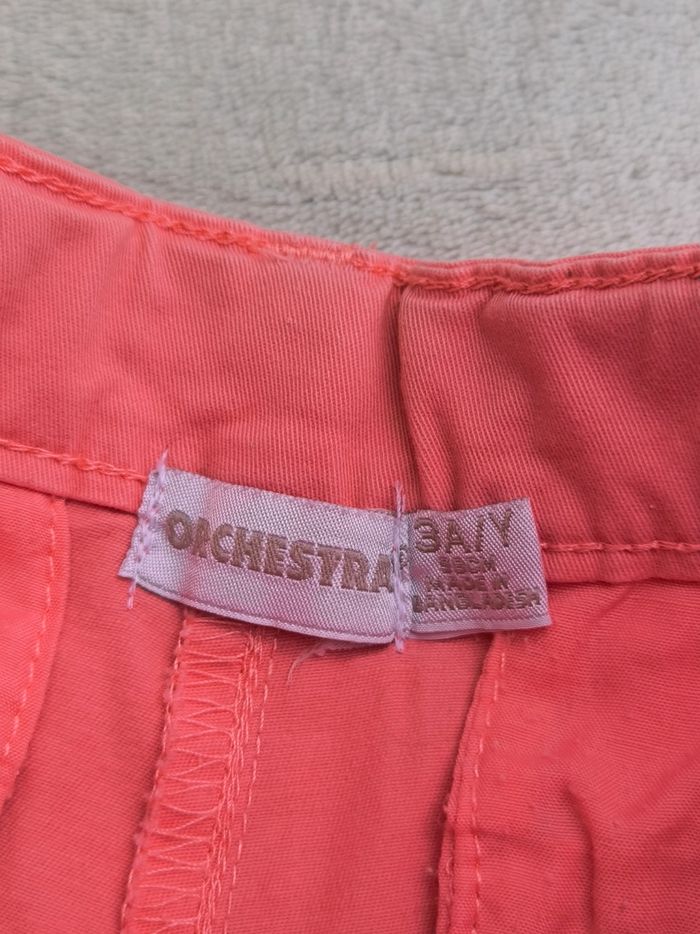 ORCHESTRA
3A/Y
98CM
MADE IN
BANGLADESH